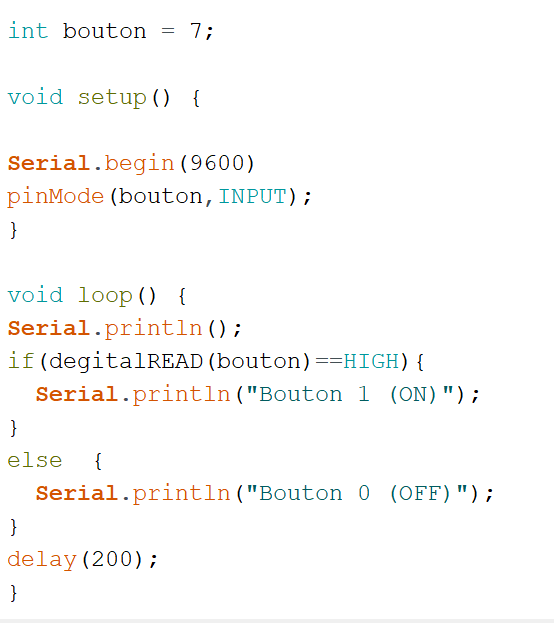 int bouton = 7;
void setup() {
Serial.begin(9600)
pinMode(bouton,INPUT);
}
void loop() {
Serial.println();
if(degitalREAD(bouton)==HIGH){
Serial.println("Bouton 1 (ON)");
}
else  {
Serial.println("Bouton 0 (OFF)");
}
delay(200);
}